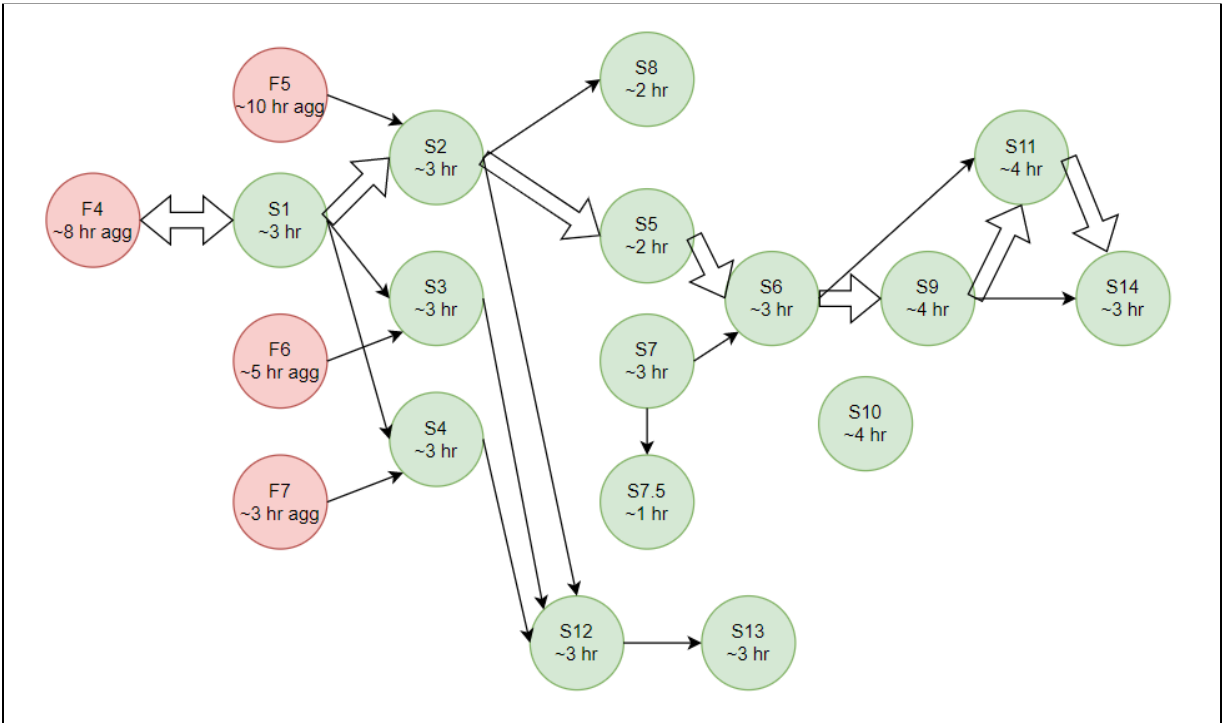 F5
~10 hr agg
S8
~2 hr
S2
~3 hr
S11
~4 hr
F4
~8 hr agg
S1
~3 hr
S5
~2 hr
S3
~3 hr
S6
~3 hr
S9
~4 hr
S14
~3 hr
F6
~5 hr agg
S7
~3 hr
S4
~3 hr
S10
~4 hr
F7
~3 hr agg
S7.5
~1 hr
S12
~3 hr
S13
~3 hr